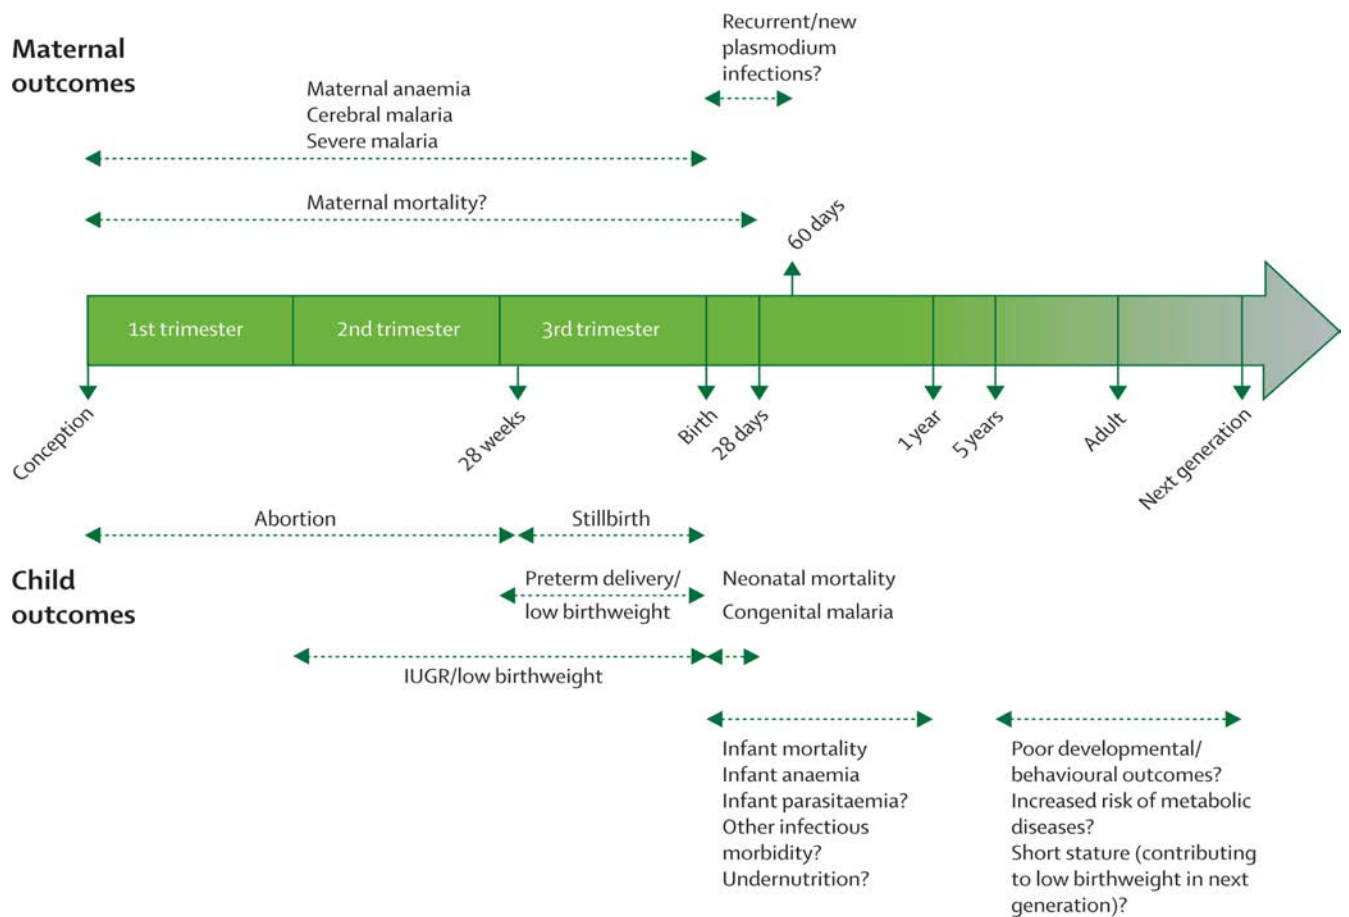 Maternal
outcomes
Recurrent/new
plasmodium
infections?
Maternal anaemia
Cerebral malaria
Severe malaria
Maternal mortality?
60 days
1st trimester
2nd trimester
3rd trimester
Conception
28 weeks
Birth
28 days
1 year
5 years
Adult
Next generation
Abortion
Stillbirth
Child
outcomes
Preterm delivery/
low birthweight
Neonatal mortality
Congenital malaria
IUGR/low birthweight
Infant mortality
Infant anaemia
Infant parasitaemia?
Other infectious
morbidity?
Undernutrition?
Poor developmental/
behavioural outcomes?
Increased risk of metabolic
diseases?
Short stature (contributing
to low birthweight in next
generation)?